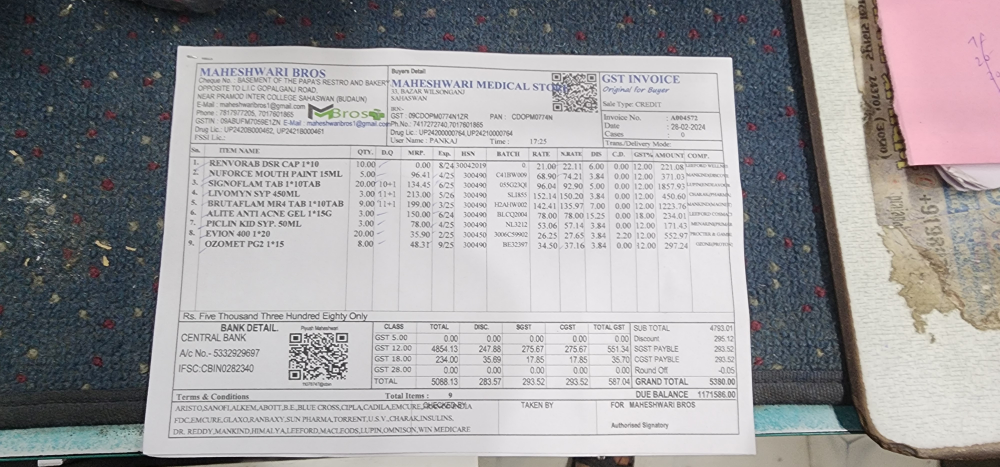 MAHESHWARI BROS
Cheque No. : BASEMENT OF THE PAPA'S RESTRO AND BAKERY
OPPOSITE TO L.I.C GOPALGANJ ROAD,
NEAR PRAMOD INTER COLLEGE SAHASWAN (BUDAUN)
E-Mail : maheshwaribros1@gmail.com
Phone : 7817977205, 7017601865
GSTIN : 09ABUFM7059E1ZN E-Mail : maheshwaribros1@gmail.com
Drug Lic.: UP2420B000462, UP2421B000461
FSSI Lic.:
MBros
Buyers Detail
MAHESHWARI MEDICAL STORE
33, BAZAR WILSONGANJ
SAHASWAN
GST : 09CDOPM0774N1ZR PAN : CDOPM0774N
Ph.No.: 7417272740,7017601865
Drug Lic : UP24200000764,UP24210000764
User Name : PANKAJ Time : 17:25
GST INVOICE
Original for Buyer
Sale Type: CREDIT
Invoice No. : A804572
Date : 26-02-2024
Cases : 0
Trans./Delivery Mode:
Sn. ITEM NAME QTY. D.Q MRP. Exp. HSN BATCH RATE N.RATE DIS C.D. GST% AMOUNT COMP.
1. RENVORAB DSR CAP 1*10 10.00 0.00 8/24 30042019 0 21.00 22.11 6.00 0.00 12.00 221.08
2. NUFORCE MOUTH PAINT 15ML 5.00 96.41 4/25 300490 C41HW009 68.90 74.21 3.84 0.00 12.00 371.03
3. SIGNOFLAM TAB 1*10TAB 20.00 10+1 134.45 6/25 300490 96.04 92.90 5.00 0.00 12.00 1857.93
4. LIVOMYN SYP 450ML 3.00 11+1 213.00 5/26 300490 SL1855 152.14 150.20 3.84 0.00 12.00 450.60
5. BRUTAFLAM MR4 TAB 1*10TAB 9.00 11+1 199.00 3/25 300490 H2AHW002 142.41 135.97 7.00 0.00 12.00 1223.76
6. ALITE ANTI ACNE GEL 1*15G 3.00 150.00 6/24 300490 BLCQ2004 78.00 78.00 15.25 0.00 18.00 234.01
7. PICLIN KID SYP. 50ML 3.00 78.00 4/25 300490 NL3212 53.06 57.14 3.84 0.00 12.00 171.43
8. EVION 400 1*20 20.00 35.90 2/25 300450 3006C59902 26.25 27.65 3.84 2.20 12.00 552.97
9. OZOMET PG2 1*15 8.00 48.31 9/25 300490 BE32397 34.50 37.16 3.84 0.00 12.00 297.24
Rs. Five Thousand Three Hundred Eighty Only
BANK DETAIL.
CENTRAL BANK
A/c No.- 5332929697
IFSC:CBIN0282340
Piyush Maheshwari
CLASS TOTAL DISC. SGST CGST TOTAL GST
GST 5.00 0.00 0.00 0.00 0.00 0.00
GST 12.00 4854.13 247.88 275.67 275.67 551.34
GST 18.00 234.00 35.69 17.85 17.85 35.70
GST 28.00 0.00 0.00 0.00 0.00 0.00
TOTAL 5088.13 283.57 293.52 293.52 587.04
SUB TOTAL 4793.01
Discount 295.12
SGST PAYBLE 293.52
CGST PAYBLE 293.52
Round Off -0.05
GRAND TOTAL 5380.00
DUE BALANCE 1171586.00
Terms & Conditions Total Items : 9
CHECKED BY TAKEN BY FOR MAHESHWARI BROS
ARISTO,SANOFI,ALKEM,ABOTT,B.E.,BLUE CROSS,CIPLA,CADILA,EMCURE,
FDC,EMCURE,GLAXO,RANBAXY,SUN PHARMA,TORRENT,U.S.V.,CHARAK,INSULINS,
DR. REDDY,MANKIND,HIMALYA,LEEFORD,MACLEODS,LUPIN,OMNISON,WIN MEDICARE
Authorised Signatory